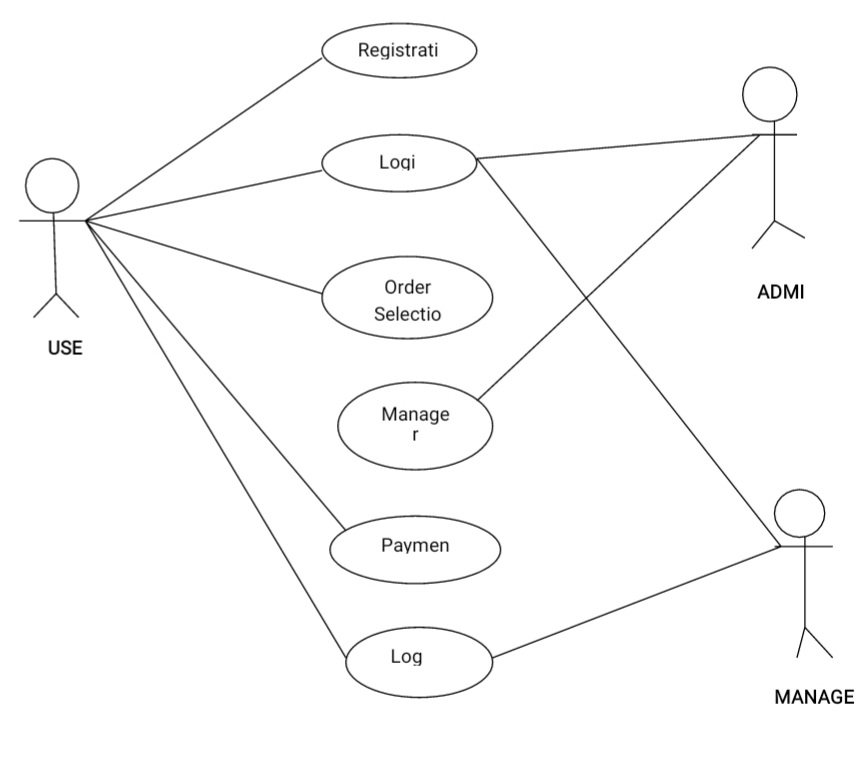 Registrati
Logi
Order
Selectio
Manage
r
Paymen
Log
USE
ADMI
MANAGE